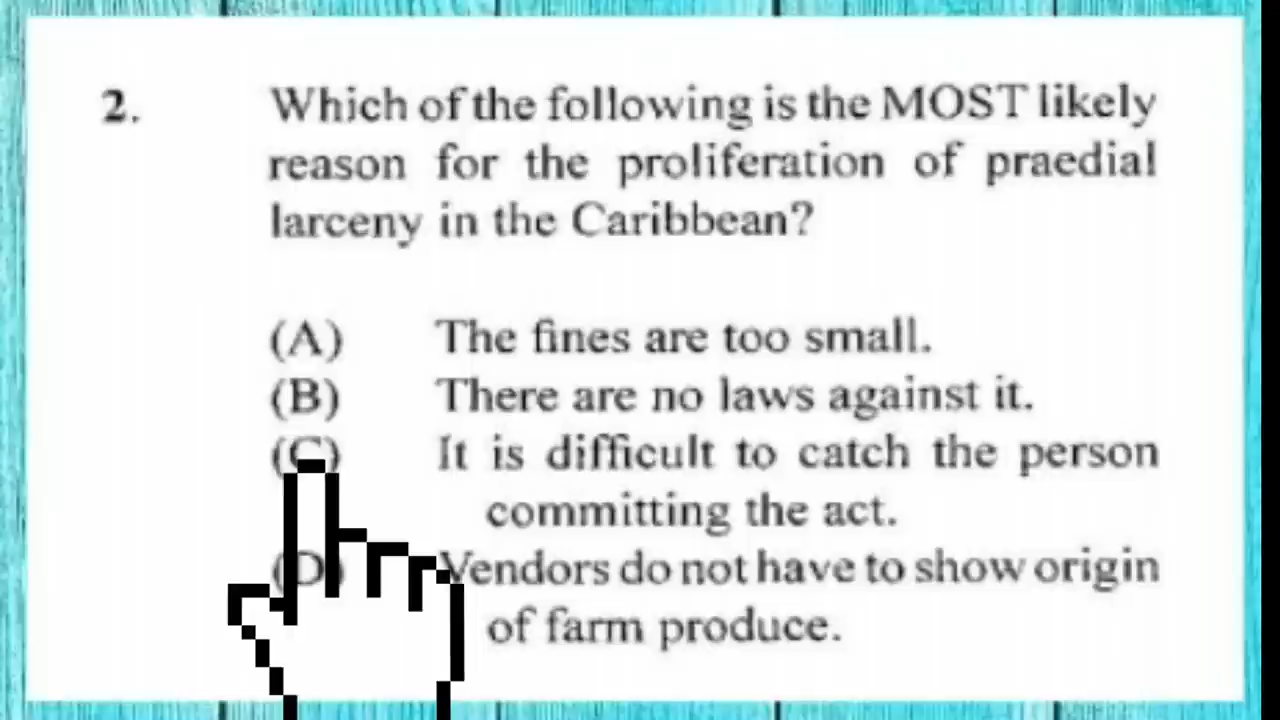 2. Which of the following is the MOST likely
reason for the proliferation of praedial
larceny in the Caribbean?
(A) The fines are too small.
(B) There are no laws against it.
(C) It is difficult to catch the person
committing the act.
(D) Vendors do not have to show origin
of farm produce.